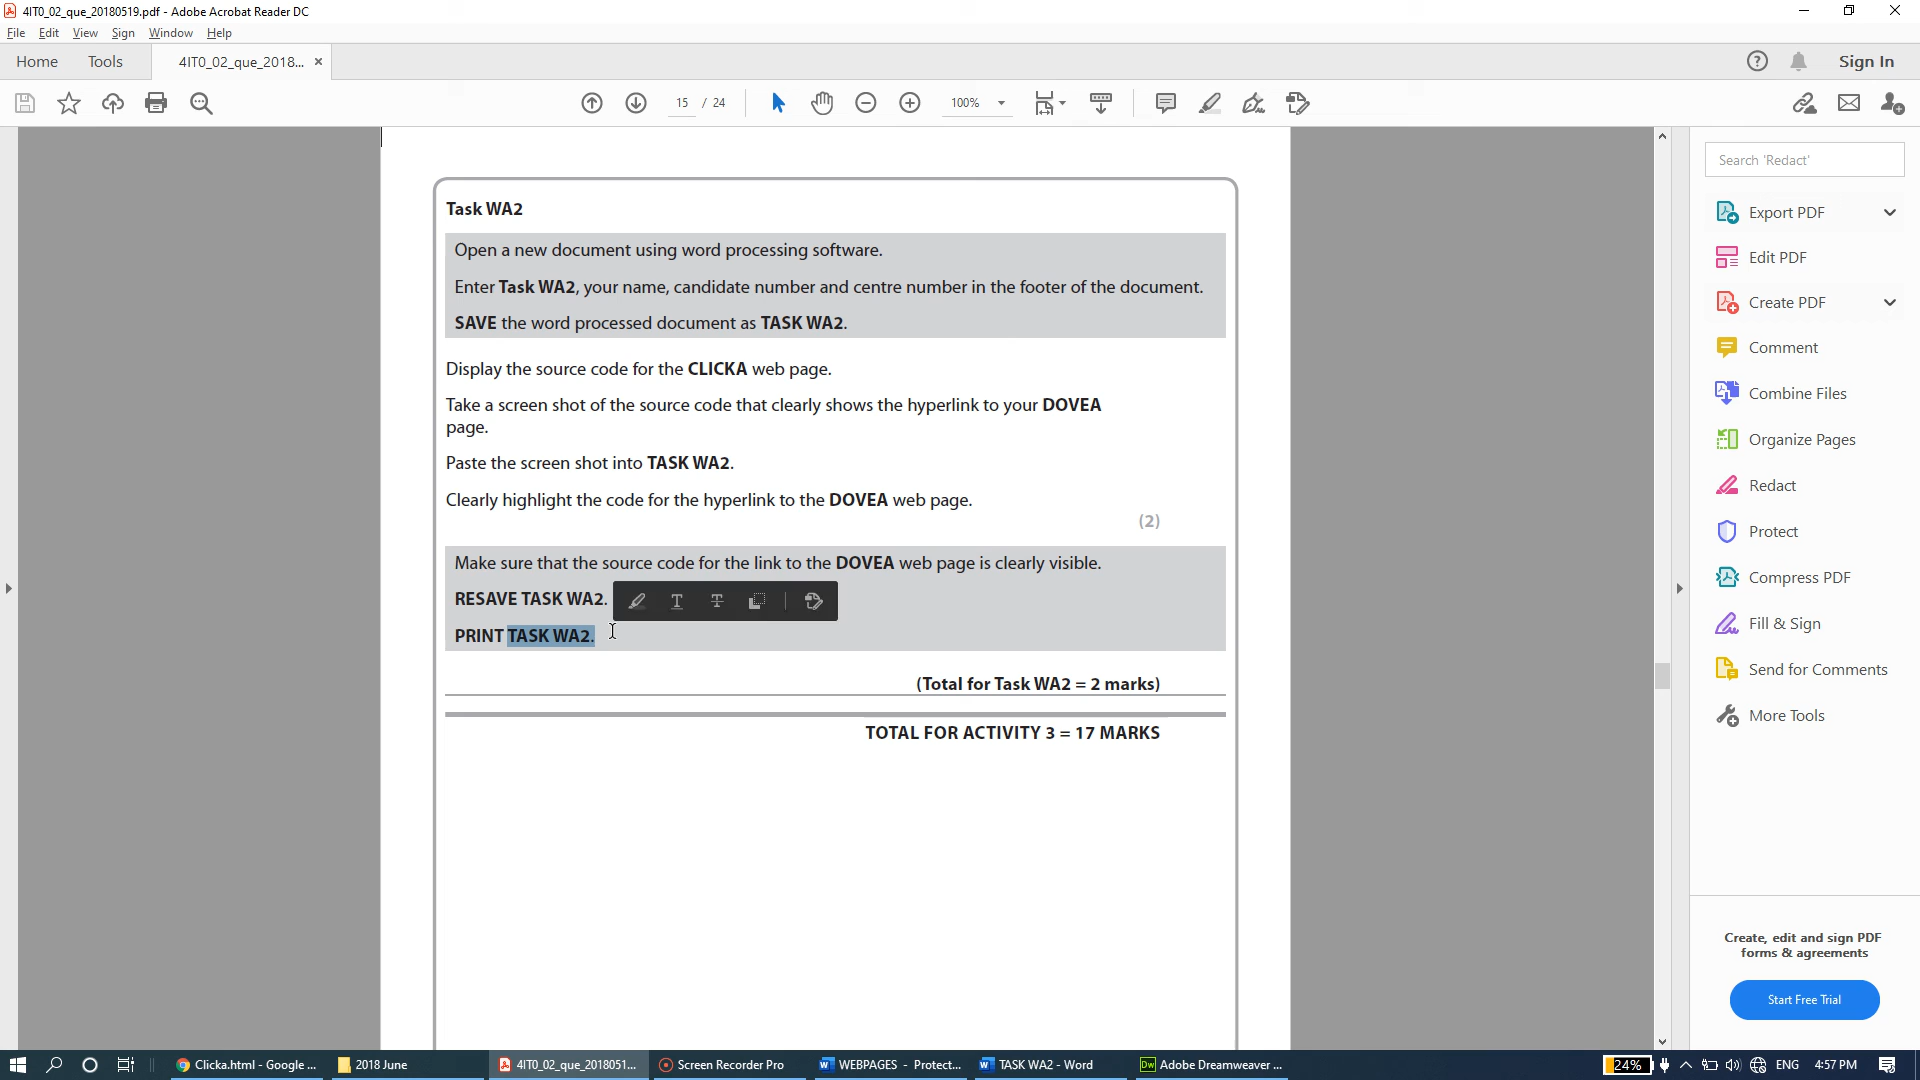 4IT0_02_que_20180519.pdf - Adobe Acrobat Reader DC
File Edit View Sign Window Help
Home Tools 4IT0_02_que_2018... × Sign In
15 / 24 100%
Task WA2
Open a new document using word processing software.
Enter Task WA2, your name, candidate number and centre number in the footer of the document.
SAVE the word processed document as TASK WA2.
Display the source code for the CLICKA web page.
Take a screen shot of the source code that clearly shows the hyperlink to your DOVEA
page.
Paste the screen shot into TASK WA2.
Clearly highlight the code for the hyperlink to the DOVEA web page.
(2)
Make sure that the source code for the link to the DOVEA web page is clearly visible.
RESAVE TASK WA2.
PRINT TASK WA2.
(Total for Task WA2 = 2 marks)
TOTAL FOR ACTIVITY 3 = 17 MARKS
Search 'Redact'
Export PDF
Edit PDF
Create PDF
Comment
Combine Files
Organize Pages
Redact
Protect
Compress PDF
Fill & Sign
Send for Comments
More Tools
Create, edit and sign PDF
forms & agreements
Start Free Trial
Clicka.html - Google ... 2018 June 4IT0_02_que_2018051... Screen Recorder Pro WEBPAGES - Protect... TASK WA2 - Word Adobe Dreamweaver ... 24% ENG 4:57 PM